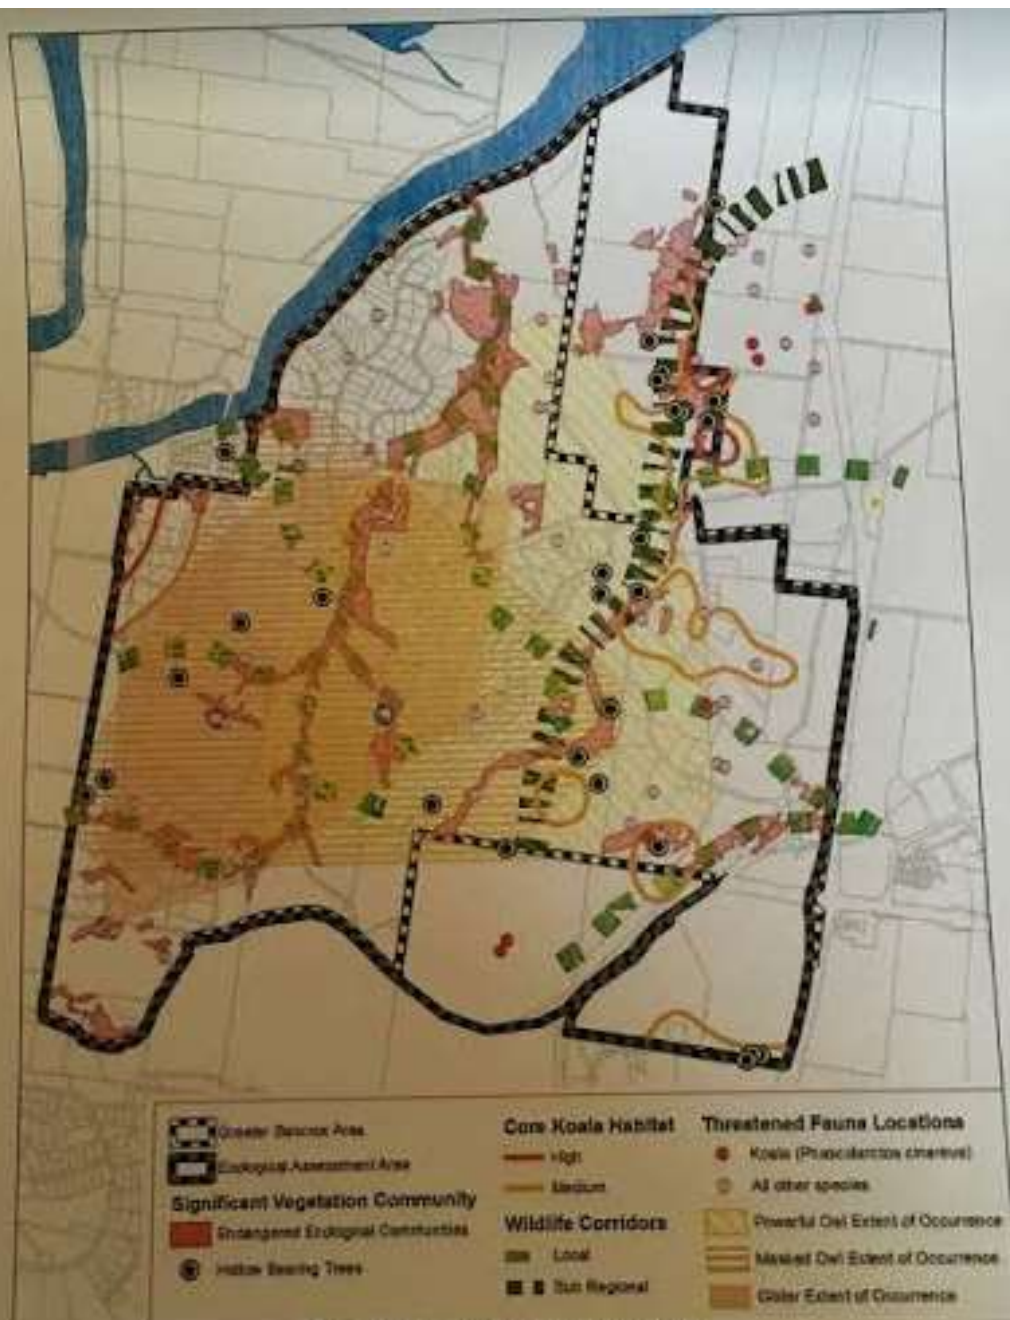 Greater Area
Ecological Assessment Area
Significant Vegetation Community
Endangered Ecological Communities
Hollow Bearing Trees
Core Koala Habitat
High
Medium
Wildlife Corridors
Local
Sub Regional
Threatened Fauna Locations
Koala (Phascolarctos cinereus)
All other species
Powerful Owl Extent of Occurrence
Masked Owl Extent of Occurrence
Glider Extent of Occurrence